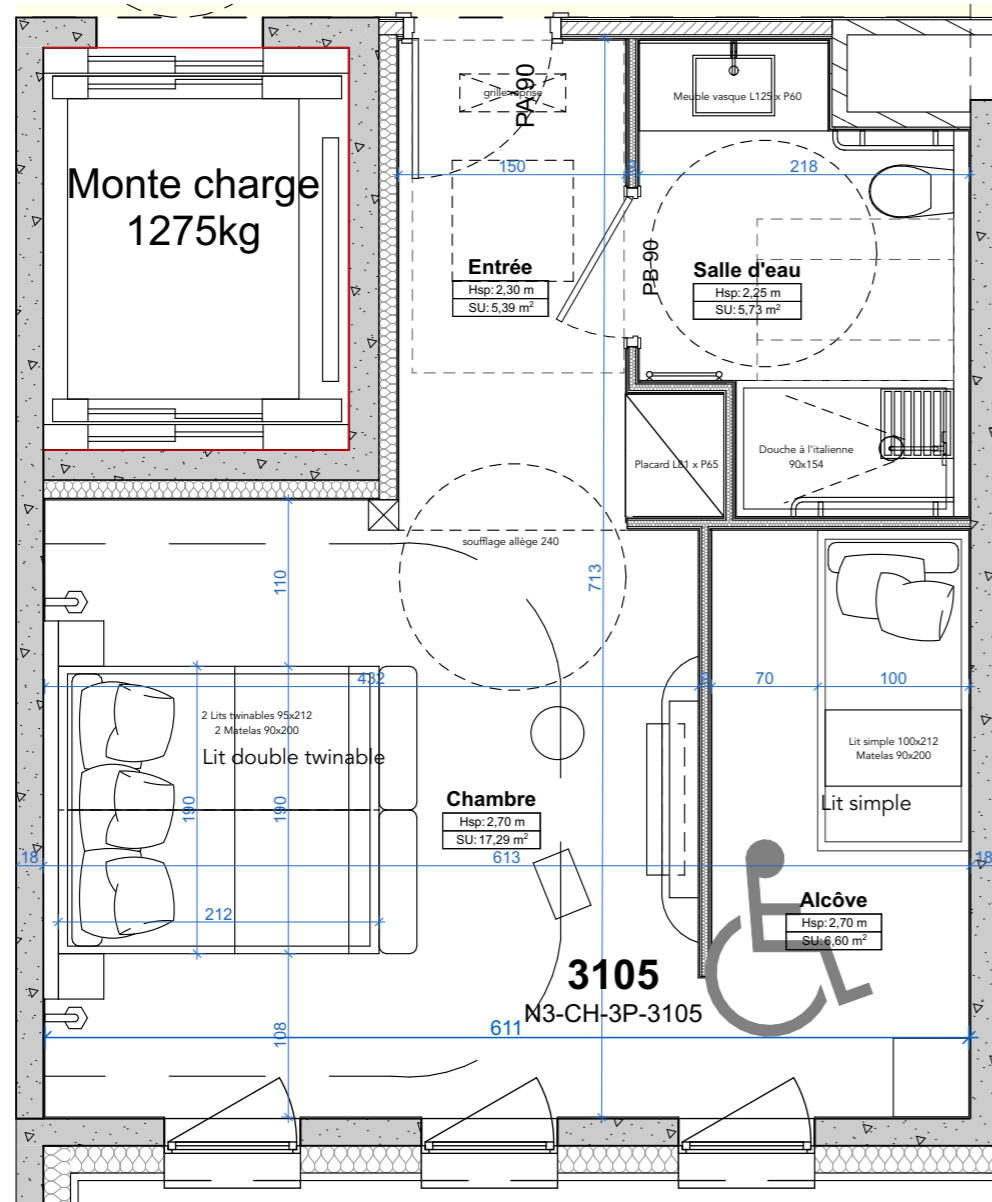 grille reprise
PA 90
Meuble vasque L125 x P60
Monte charge
1275kg
150
218
Entrée
Hsp: 2,30 m
SU: 5,39 m²
PB 90
Salle d'eau
Hsp: 2,25 m
SU: 5,73 m²
Placard L81 x P65
Douche à l'italienne
90x154
soufflage allège 240
110
713
432
70
100
2 Lits twinables 95x212
2 Matelas 90x200
Lit double twinable
190
190
Lit simple 100x212
Matelas 90x200
Lit simple
Chambre
Hsp: 2,70 m
SU: 17,29 m²
18
613
18
212
Alcôve
Hsp: 2,70 m
SU: 6,60 m²
3105
N3-CH-3P-3105
611
108